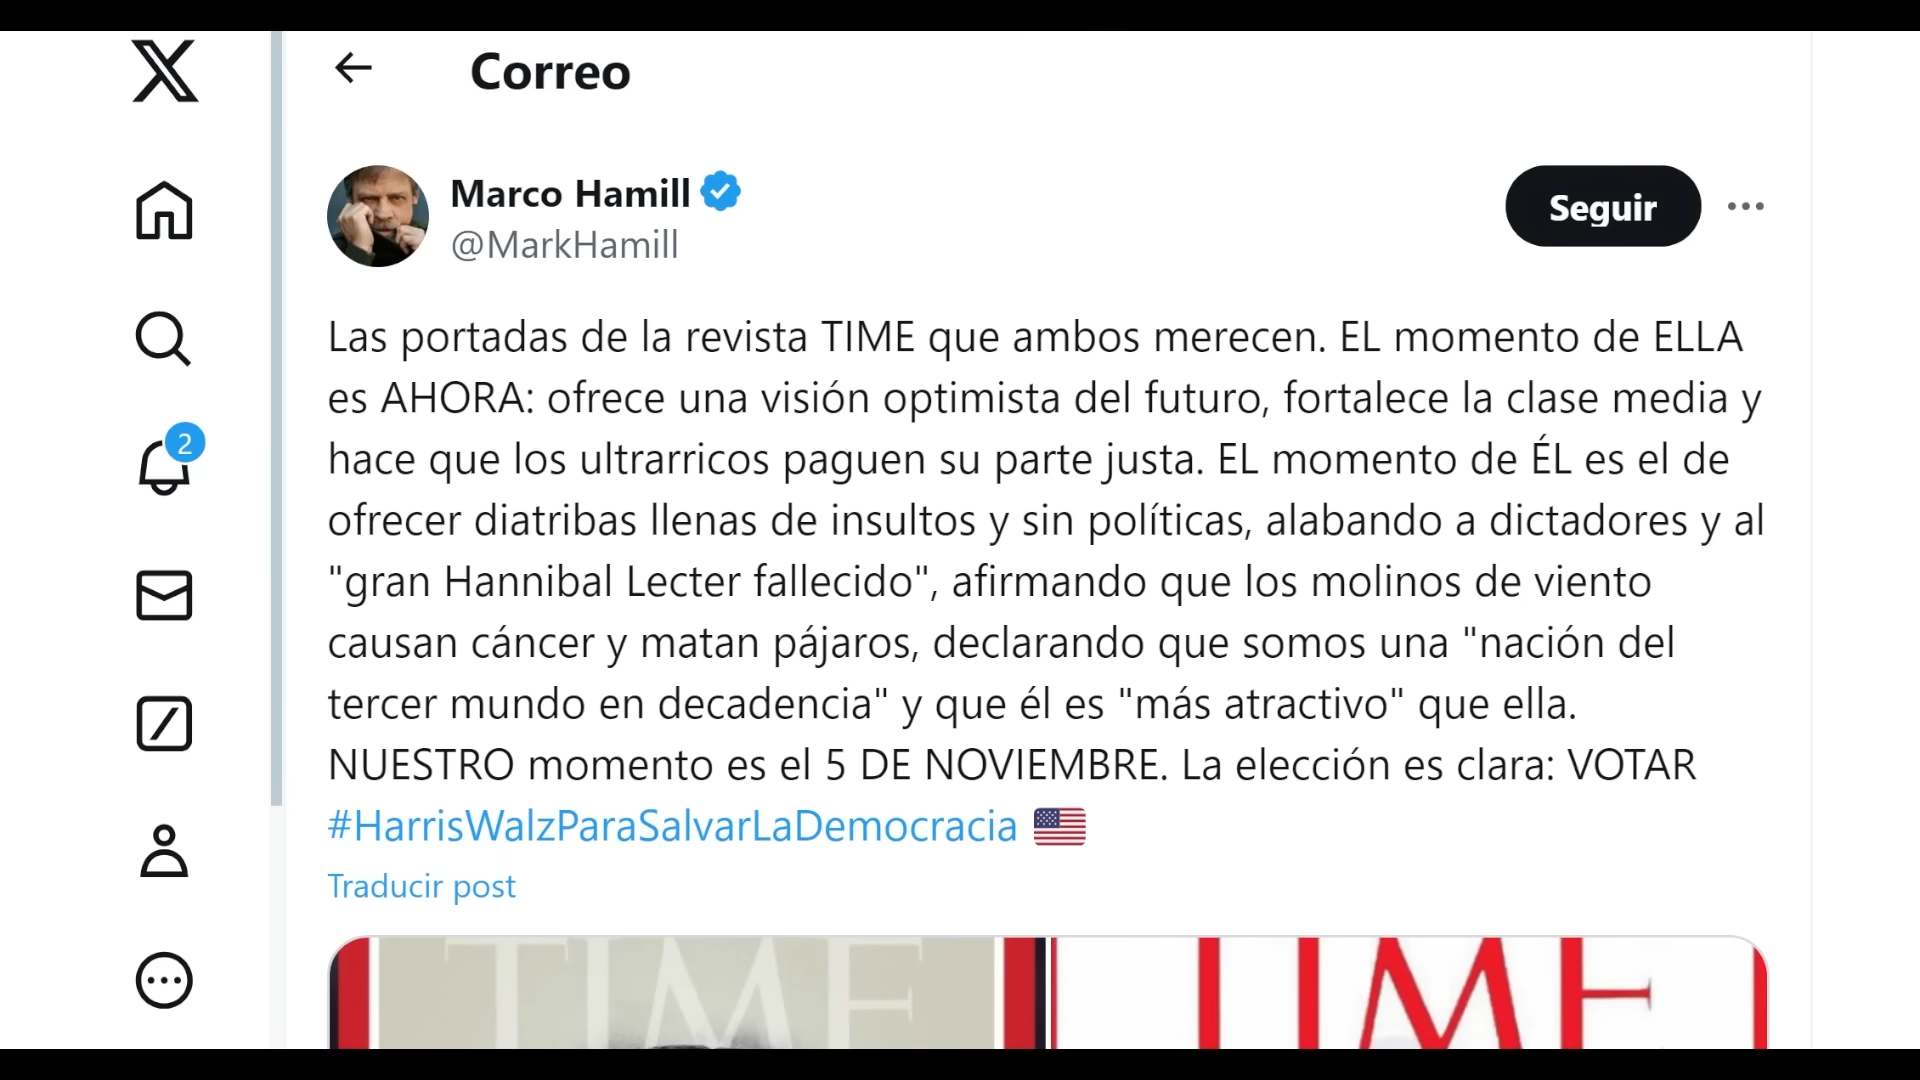 Correo
Marco Hamill
@MarkHamill
Seguir
2
Las portadas de la revista TIME que ambos merecen. EL momento de ELLA
es AHORA: ofrece una visión optimista del futuro, fortalece la clase media y
hace que los ultrarricos paguen su parte justa. EL momento de ÉL es el de
ofrecer diatribas llenas de insultos y sin políticas, alabando a dictadores y al
"gran Hannibal Lecter fallecido", afirmando que los molinos de viento
causan cáncer y matan pájaros, declarando que somos una "nación del
tercer mundo en decadencia" y que él es "más atractivo" que ella.
NUESTRO momento es el 5 DE NOVIEMBRE. La elección es clara: VOTAR
#HarrisWalzParaSalvarLaDemocracia
Traducir post
TIME TIME